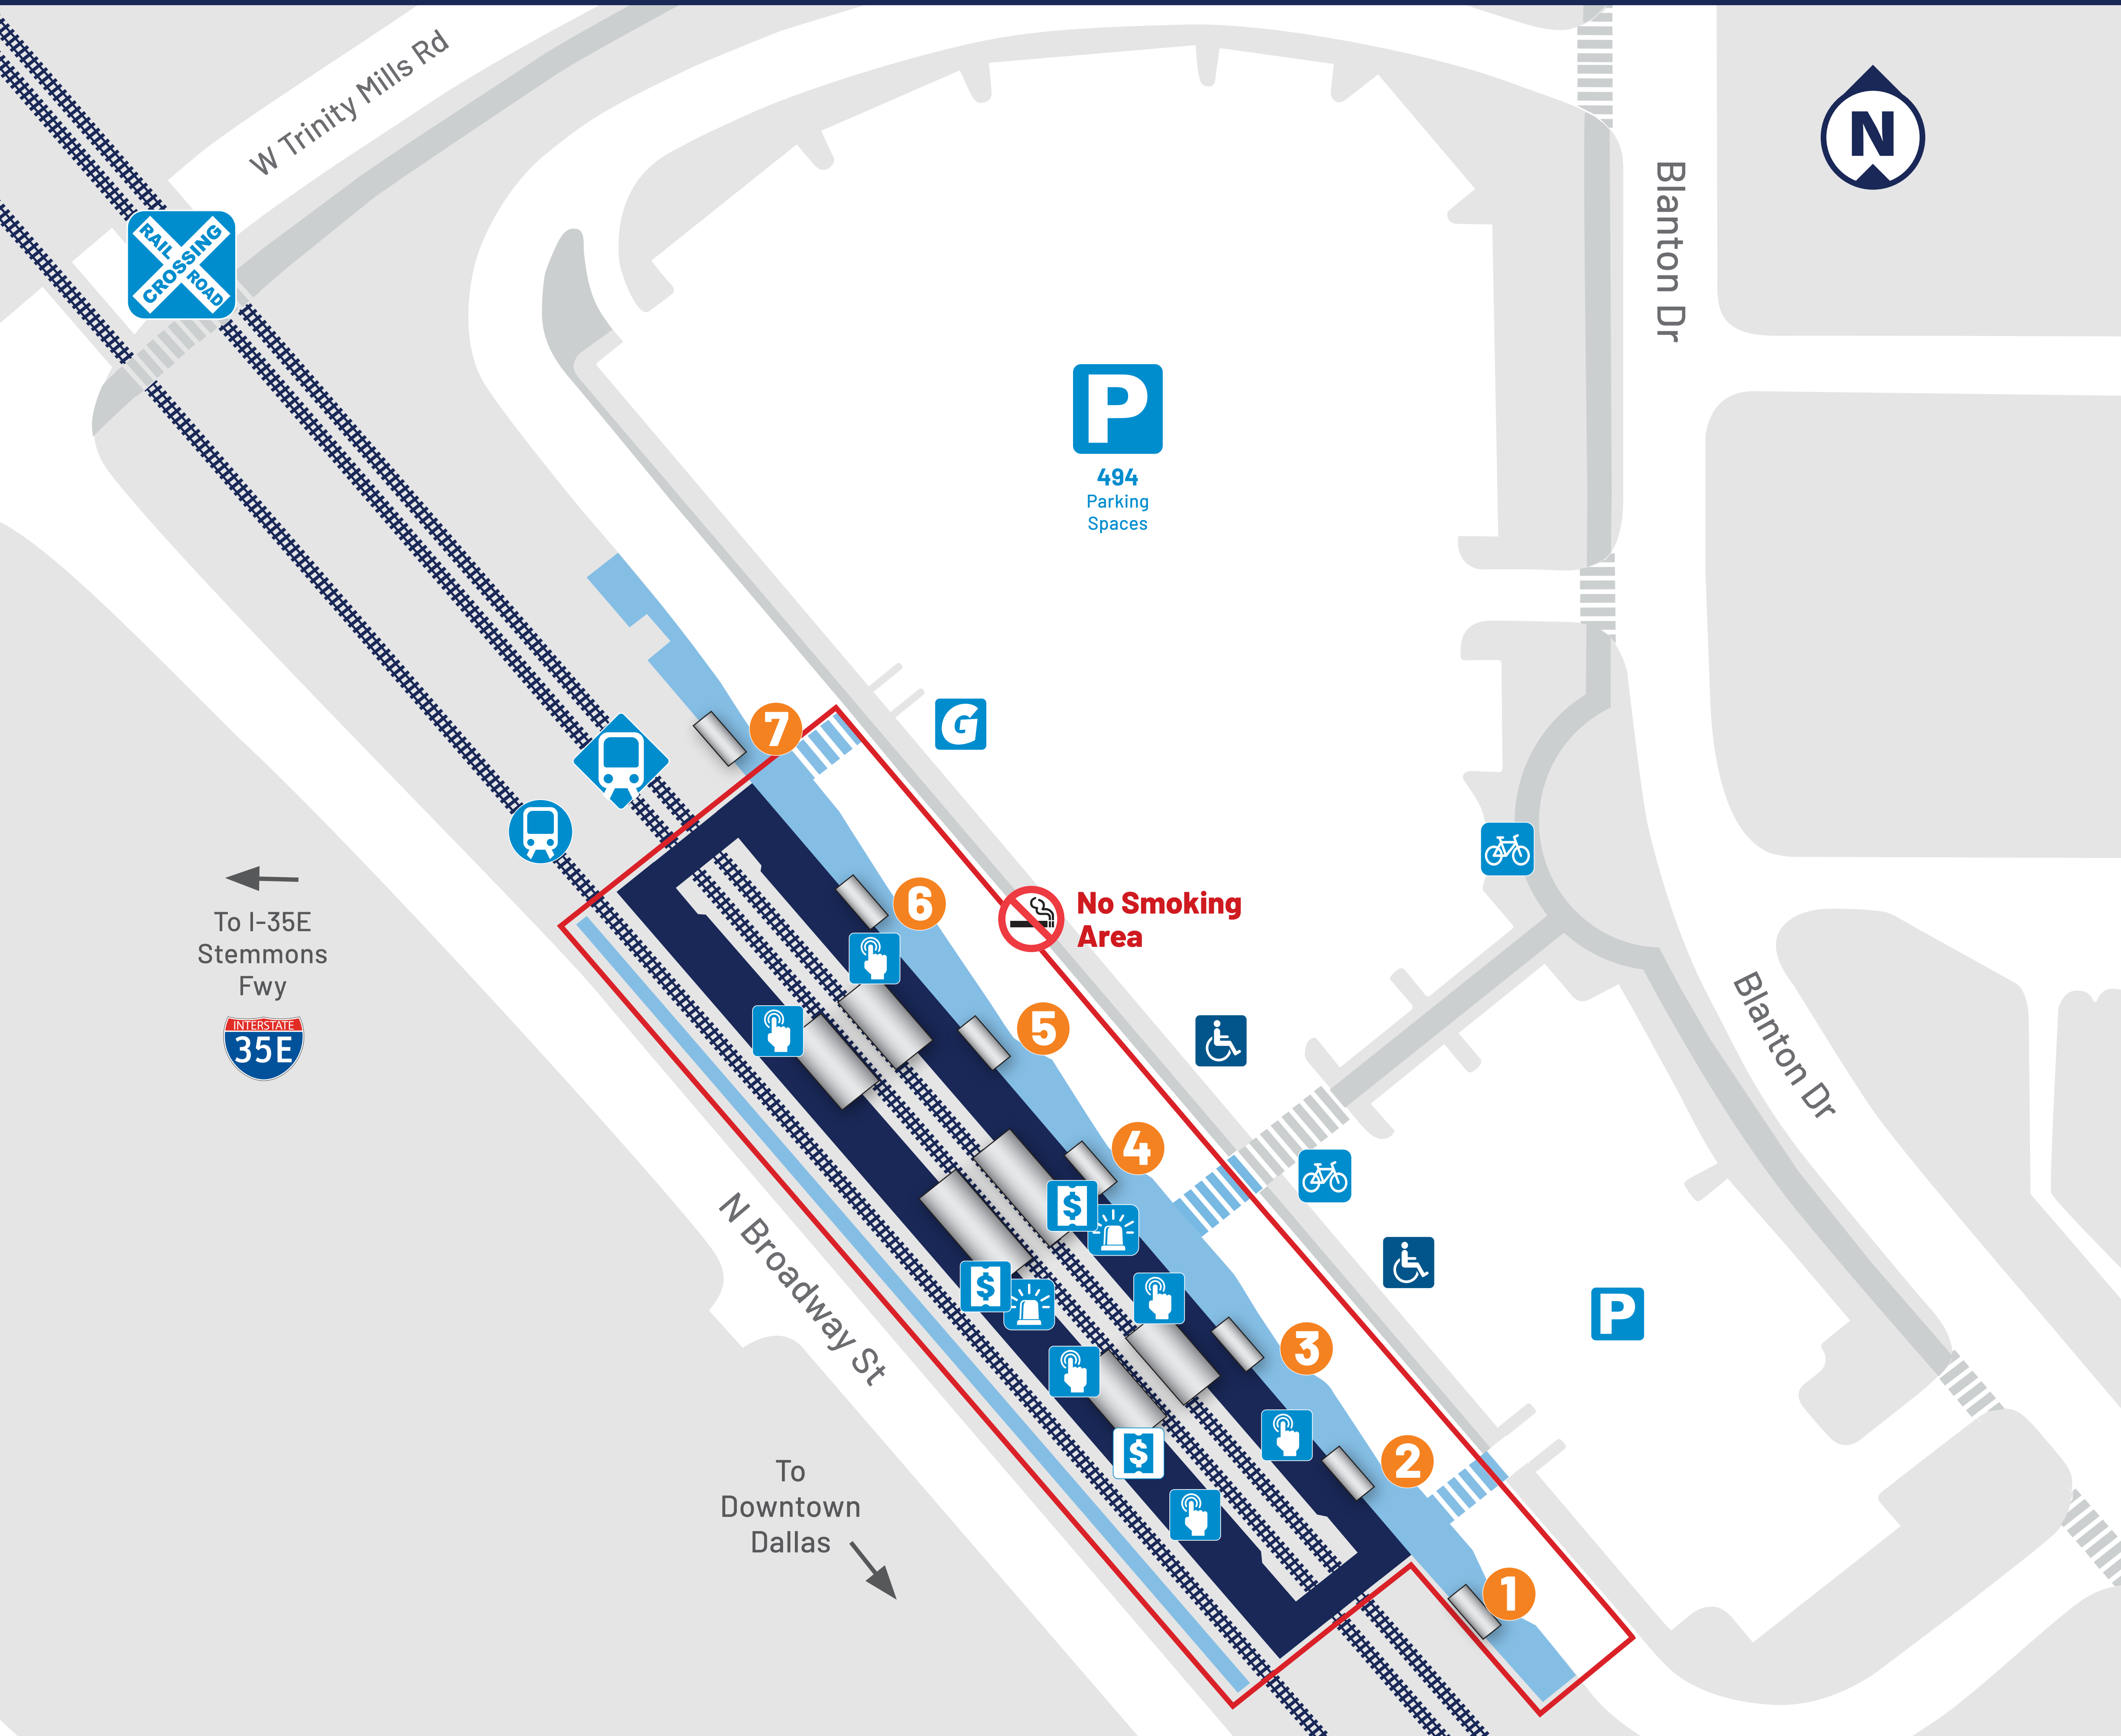 W Trinity Mills Rd
N
Blanton Dr
RAIL
CROSSING
ROAD
P
494
Parking
Spaces
G
7
6
No Smoking
Area
To I-35E
Stemmons
Fwy
INTERSTATE
35E
5
Blanton Dr
4
$
$
N Broadway St
3
P
2
$
To
Downtown
Dallas
1